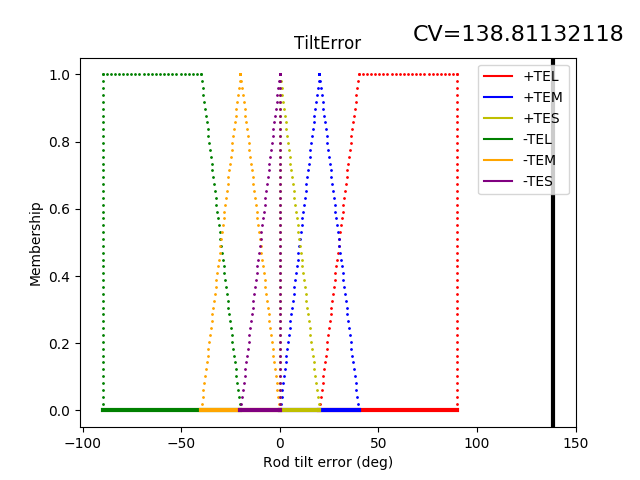 CV=138.81132118
TiltError
1.0
0.8
0.6
0.4
0.2
0.0
Membership
+TEL
+TEM
+TES
-TEL
-TEM
-TES
−100 −50 0 50 100 150
Rod tilt error (deg)